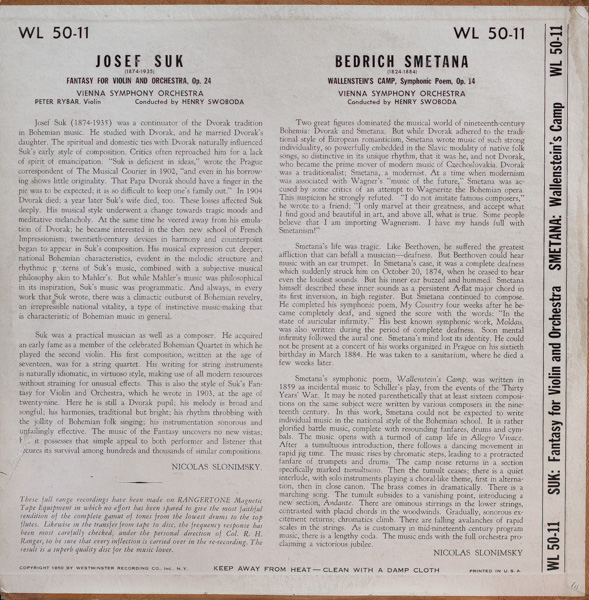 WL 50-11
WL 50-11
JOSEF SUK
(1874-1935)
FANTASY FOR VIOLIN AND ORCHESTRA, Op. 24
VIENNA SYMPHONY ORCHESTRA
PETER RYBAR, Violin Conducted by HENRY SWOBODA
Josef Suk (1874-1935) was a continuator of the Dvorak tradition
in Bohemian music. He studied with Dvorak, and he married Dvorak's
daughter. The spiritual and domestic ties with Dvorak naturally influenced
Suk's early style of composition. Critics often reproached him for a lack
of spirit of emancipation. "Suk is deficient in ideas," wrote the Prague
correspondent of The Musical Courier in 1902, "and even in his borrow-
ing shows little originality. That Papa Dvorak should have a finger in the
pie was to be expected; it is so difficult to keep one's family out." In 1904
Dvorak died; a year later Suk's wife died, too. These losses affected Suk
deeply. His musical style underwent a change towards tragic moods and
meditative melancholy. At the same time he veered away from his emula-
tion of Dvorak; he became interested in the then new school of French
Impressionism; twentieth-century devices in harmony and counterpoint
began to appear in Suk's composition. His musical expression cut deeper;
national Bohemian characteristics, evident in the melodic structure and
rhythmic terms of Suk's music, combined with a subjective musical
philosophy akin to Mahler's. But while Mahler's music was philosophical
in its inspiration, Suk's music was programmatic. And always, in every
work that Suk wrote, there was a climactic outburst of Bohemian revelry,
an irrepressible national vitality, a type of instinctive music-making that
is characteristic of Bohemian music in general.
Suk was a practical musician as well as a composer. He acquired
an early fame as a member of the celebrated Bohemian Quartet in which he
played the second violin. His first composition, written at the age of
seventeen, was for a string quartet. His writing for string instruments
is naturally idiomatic, in virtuoso style, making use of all modern resources
without straining for unusual effects. This is also the style of Suk's Fan-
tasy for Violin and Orchestra, which he wrote in 1903, at the age of
twenty-nine. Here he is still a Dvorak pupil; his melody is broad and
songful; his harmonies, traditional but bright; his rhythm throbbing with
the jollity of Bohemian folk singing; his instrumentation sonorous and
unfailingly effective. The music of the Fantasy uncovers no new vistas;
it possesses that simple appeal to both performer and listener that
cures its survival among hundreds and thousands of similar compositions.
NICOLAS SLONIMSKY.
These full range recordings have been made on RANGERTONE Magnetic
Tape Equipment in which no effort has been spared to give the most faithful
rendition of the complete gamut of tones from the lowest drums to the top
flutes. Likewise in the transfer from tape to disc, the frequency response has
been most carefully checked, under the personal direction of Col. R. H.
Ranger, to be sure that every inflection is carried over in the re-recording. The
result is a superb quality disc for the music lover.
BEDRICH SMETANA
(1824-1884)
WALLENSTEIN'S CAMP, Symphonic Poem, Op. 14
VIENNA SYMPHONY ORCHESTRA
Conducted by HENRY SWOBODA
Two great figures dominated the musical world of nineteenth-century
Bohemia: Dvorak and Smetana. But while Dvorak adhered to the tradi-
tional style of European romanticism, Smetana wrote music of such strong
individuality, so powerfully embedded in the Slavic modality of native folk
songs, so distinctive in its unique rhythm, that it was he, and not Dvorak,
who became the prime mover of modern music of Czechoslovakia. Dvorak
was a traditionalist; Smetana, a modernist. At a time when modernism
was associated with Wagner's "music of the future," Smetana was ac-
cused by some critics of an attempt to Wagnerize the Bohemian opera.
This suspicion he strongly refuted. "I do not imitate famous composers,"
he wrote to a friend; "I only marvel at their greatness, and accept what
I find good and beautiful in art, and above all, what is true. Some people
believe that I am importing Wagnerism. I have my hands full with
Smetanism!"
Smetana's life was tragic. Like Beethoven, he suffered the greatest
affliction that can befall a musician—deafness. But Beethoven could hear
music with an ear trumpet. In Smetana's case, it was a complete deafness
which suddenly struck him on October 20, 1874, when he ceased to hear
even the loudest sounds. But his inner ear buzzed and hummed. Smetana
himself described these inner sounds as a persistent A-flat major chord in
its first inversion, in high register. But Smetana continued to compose.
He completed his symphonic poem, My Country four weeks after he be-
came completely deaf, and signed the score with the words: "In the
state of auricular infirmity." His best known symphonic work, Moldau,
was also written during the period of complete deafness. Soon mental
infirmity followed the aural one. Smetana's mind lost its identity. He could
not be present at a concert of his works organized in Prague on his sixtieth
birthday in March 1884. He was taken to a sanitarium, where he died a
few weeks later.
Smetana's symphonic poem, Wallenstein's Camp, was written in
1859 as incidental music to Schiller's play, from the events of the Thirty
Years' War. It may be noted parenthetically that at least sixteen composi-
tions on the same subject were written by various composers in the nine-
teenth century. In this work, Smetana could not be expected to write
individual music in the national style of the Bohemian school. It is rather
glorified battle music, complete with resounding fanfares, drums and cym-
bals. The music opens with a turmoil of camp life in Allegro Vivace.
After a tumultuous introduction, there follows a dancing movement in
rapid jig time. The music rises by chromatic steps, leading to a protracted
fanfare of trumpets and drums. The camp noise returns in a section
specifically marked tumultuoso. Then the tumult ceases; there is a quiet
interlude, with solo instruments playing a choral-like theme, first in alterna-
tion, then in close canon. The brass comes in dramatically. There is a
marching song. The tumult subsides to a vanishing point, introducing a
new section, Andante. There are ominous stirrings in the lower strings,
contrasted with placid chords in the woodwinds. Gradually, sonorous ex-
citement returns; chromatics climb. There are falling avalanches of rapid
scales in the strings. As is customary in mid-nineteenth century program
music, there is a lengthy coda. The music ends with the full orchestra pro-
claiming a victorious jubilee.
NICOLAS SLONIMSKY
COPYRIGHT 1950 BY WESTMINSTER RECORDING CO., INC., N. Y.
KEEP AWAY FROM HEAT—CLEAN WITH A DAMP CLOTH
PRINTED IN U.S.A.
WL 50-11 SUK: Fantasy for Violin and Orchestra SMETANA: Wallenstein's Camp WL 50-11